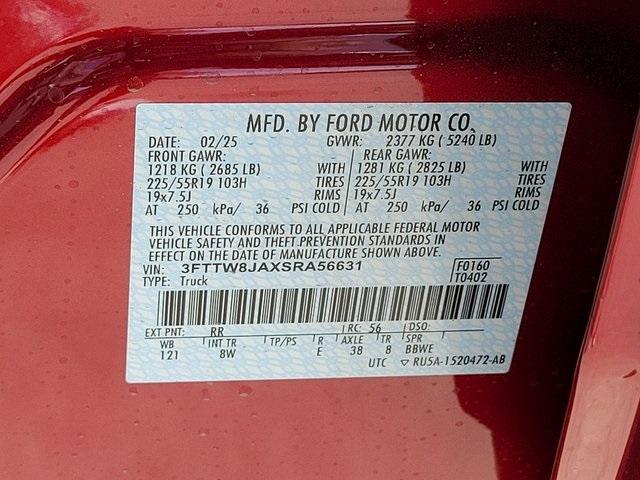 MFD. BY FORD MOTOR CO.
DATE: 02/25 GVWR: 2377 KG ( 5240 LB)
FRONT GAWR: REAR GAWR:
1218 KG ( 2685 LB) WITH 1281 KG ( 2825 LB) WITH
225/55R19 103H TIRES 225/55R19 103H TIRES
19x7.5J RIMS 19x7.5J RIMS
AT 250 kPa/ 36 PSI COLD AT 250 kPa/ 36 PSI COLD
THIS VEHICLE CONFORMS TO ALL APPLICABLE FEDERAL MOTOR
VEHICLE SAFETY AND THEFT PREVENTION STANDARDS IN
EFFECT ON THE DATE OF MANUFACTURE SHOWN ABOVE.
VIN: 3FTTW8JAXSRA56631 F0160
TYPE: Truck T0402
EXT PNT: RR RC: 56 DSO:
WB INT TR TP/PS R AXLE TR SPR
121 8W E 38 8 BBWE
UTC ▽ RU5A-1520472-AB